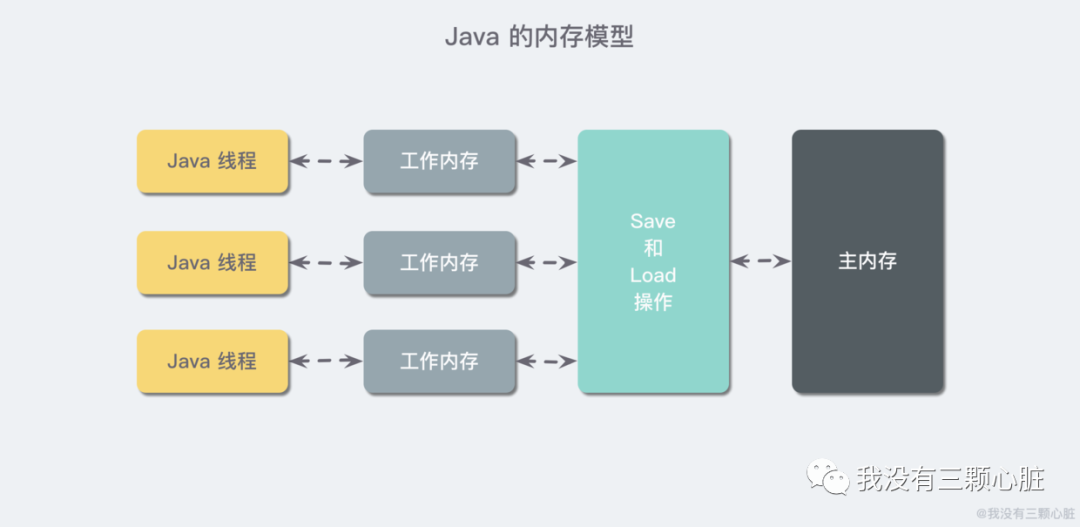 Java 的内存模型
Java 线程
工作内存
Java 线程
工作内存
Java 线程
工作内存
Save
和
Load
操作
主内存
我没有三颗心脏
@我没有三颗心脏